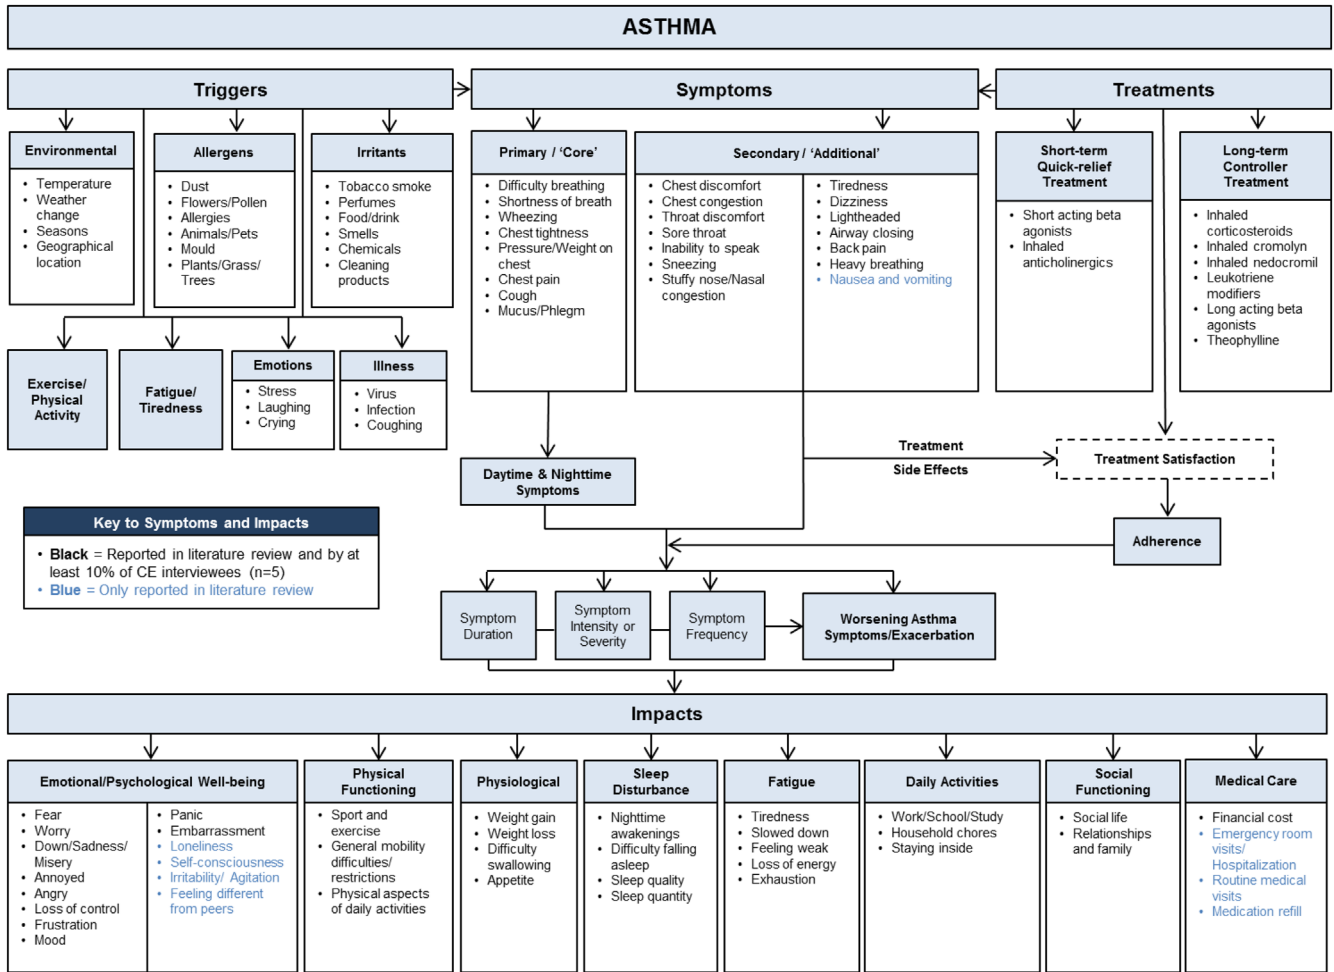 ASTHMA
Triggers
Symptoms
Treatments
Environmental
• Temperature
• Weather
change
• Seasons
• Geographical
location
Allergens
• Dust
• Flowers/Pollen
• Allergies
• Animals/Pets
• Mould
• Plants/Grass/
Trees
Irritants
• Tobacco smoke
• Perfumes
• Food/drink
• Smells
• Chemicals
• Cleaning
products
Exercise/
Physical
Activity
Fatigue/
Tiredness
Emotions
• Stress
• Laughing
• Crying
Illness
• Virus
• Infection
• Coughing
Primary / ‘Core’
• Difficulty breathing
• Shortness of breath
• Wheezing
• Chest tightness
• Pressure/Weight on
chest
• Chest pain
• Cough
• Mucus/Phlegm
Secondary / ‘Additional’
• Chest discomfort
• Chest congestion
• Throat discomfort
• Sore throat
• Inability to speak
• Sneezing
• Stuffy nose/Nasal
congestion
• Tiredness
• Dizziness
• Lightheaded
• Airway closing
• Back pain
• Heavy breathing
• Nausea and vomiting
Short-term
Quick-relief
Treatment
• Short acting beta
agonists
• Inhaled
anticholinergics
Long-term
Controller
Treatment
• Inhaled
corticosteroids
• Inhaled cromolyn
• Inhaled nedocromil
• Leukotriene
modifiers
• Long acting beta
agonists
• Theophylline
Daytime & Nighttime
Symptoms
Treatment
Side Effects
Treatment Satisfaction
Adherence
Key to Symptoms and Impacts
• Black = Reported in literature review and by at
least 10% of CE interviewees (n=5)
• Blue = Only reported in literature review
Symptom
Duration
Symptom
Intensity or
Severity
Symptom
Frequency
Worsening Asthma
Symptoms/Exacerbation
Impacts
Emotional/Psychological Well-being
• Fear
• Worry
• Down/Sadness/
Misery
• Annoyed
• Angry
• Loss of control
• Frustration
• Mood
• Panic
• Embarrassment
• Loneliness
• Self-consciousness
• Irritability/ Agitation
• Feeling different
from peers
Physical
Functioning
• Sport and
exercise
• General mobility
difficulties/
restrictions
• Physical aspects
of daily activities
Physiological
• Weight gain
• Weight loss
• Difficulty
swallowing
• Appetite
Sleep
Disturbance
• Nighttime
awakenings
• Difficulty falling
asleep
• Sleep quality
• Sleep quantity
Fatigue
• Tiredness
• Slowed down
• Feeling weak
• Loss of energy
• Exhaustion
Daily Activities
• Work/School/Study
• Household chores
• Staying inside
Social
Functioning
• Social life
• Relationships
and family
Medical Care
• Financial cost
• Emergency room
visits/
Hospitalization
• Routine medical
visits
• Medication refill